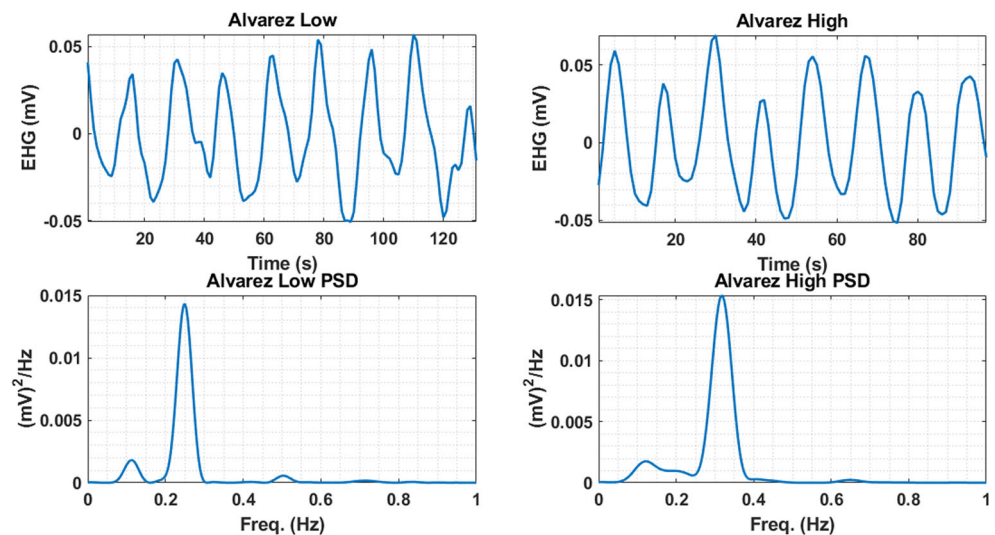 Alvarez Low
EHG (mV)
0.05
0
-0.05
20 40 60 80 100 120
Time (s)
Alvarez High
EHG (mV)
0.05
0
-0.05
20 40 60 80
Time (s)
Alvarez Low PSD
(mV)²/Hz
0.015
0.01
0.005
0
0 0.2 0.4 0.6 0.8 1
Freq. (Hz)
Alvarez High PSD
(mV)²/Hz
0.015
0.01
0.005
0
0 0.2 0.4 0.6 0.8 1
Freq. (Hz)